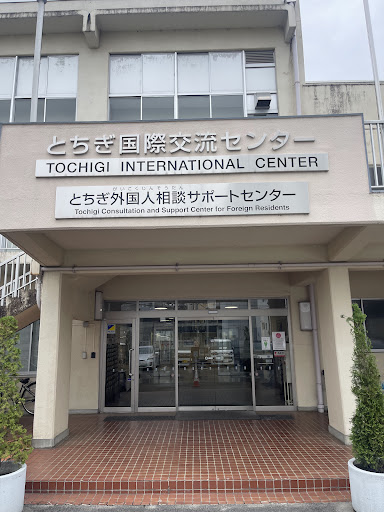 とちぎ国際交流センター
TOCHIGI INTERNATIONAL CENTER
がいこくじんそうだん
とちぎ外国人相談サポートセンター
Tochigi Consultation and Support Center for Foreign Residents